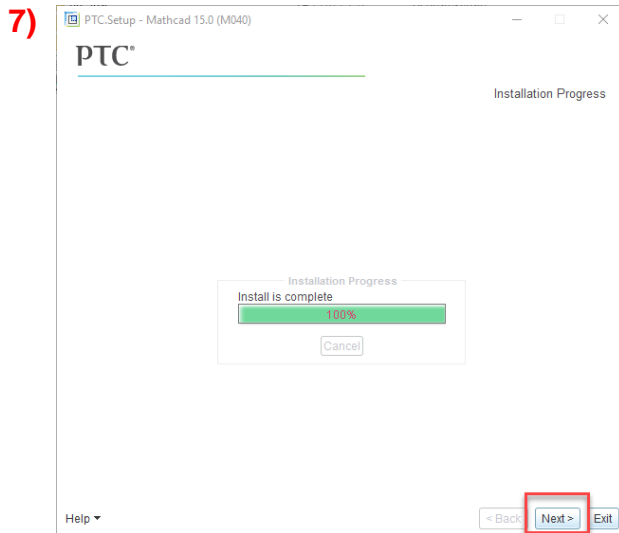 7)
PTC.Setup - Mathcad 15.0 (M040)
PTC®
Installation Progress
Installation Progress
Install is complete
100%
Cancel
Help
< Back Next > Exit